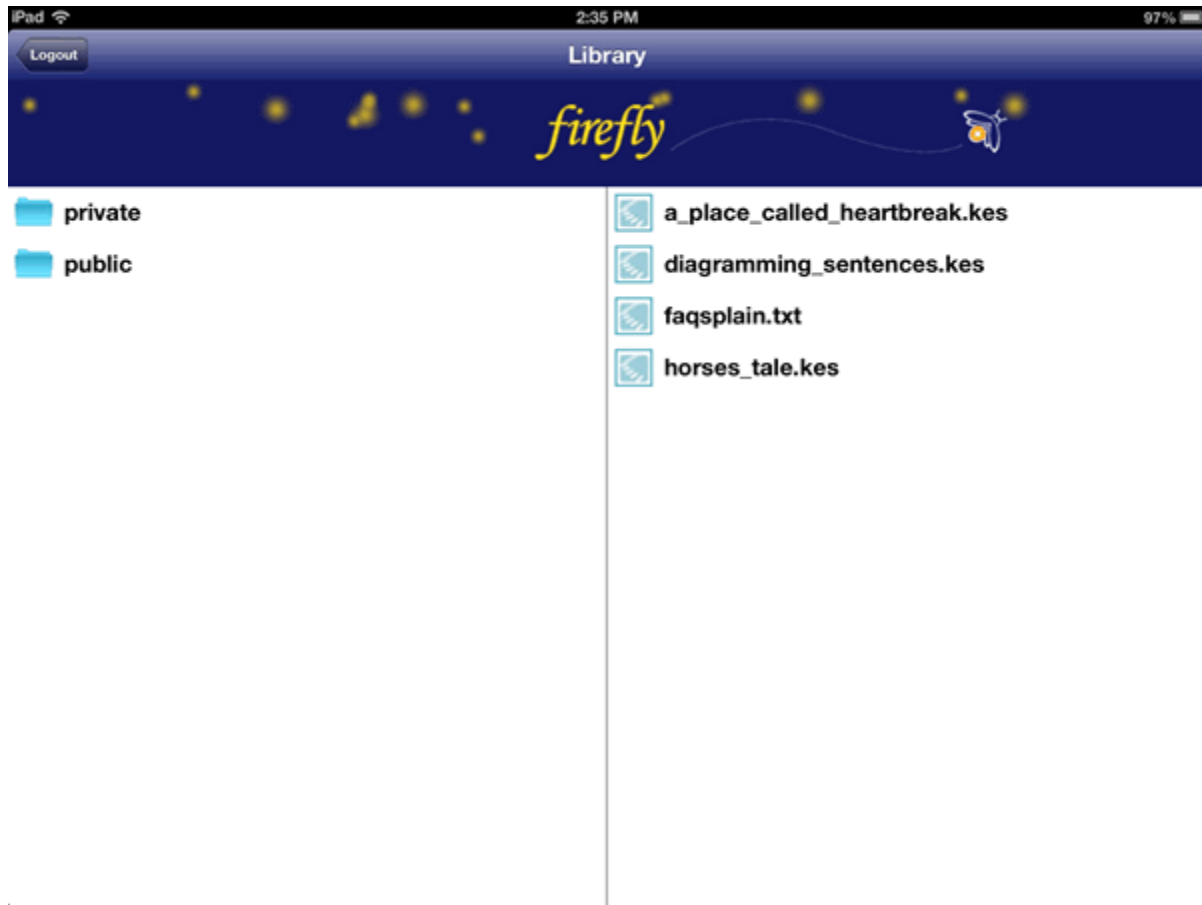 iPad 2:35 PM 97%
Logout Library
firefly
private
public
a_place_called_heartbreak.kes
diagramming_sentences.kes
faqsplain.txt
horses_tale.kes